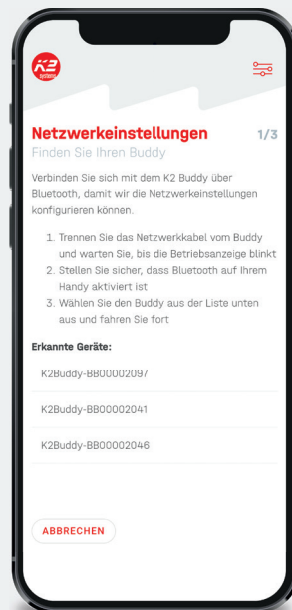 K2
systems
Netzwerkeinstellungen 1/3
Finden Sie Ihren Buddy
Verbinden Sie sich mit dem K2 Buddy über
Bluetooth, damit wir die Netzwerkeinstellungen
konfigurieren können.
1. Trennen Sie das Netzwerkkabel vom Buddy
und warten Sie, bis die Betriebsanzeige blinkt
2. Stellen Sie sicher, dass Bluetooth auf Ihrem
Handy aktiviert ist
3. Wählen Sie den Buddy aus der Liste unten
aus und fahren Sie fort
Erkannte Geräte:
K2Buddy-BB00002097
K2Buddy-BB00002041
K2Buddy-BB00002046
ABBRECHEN